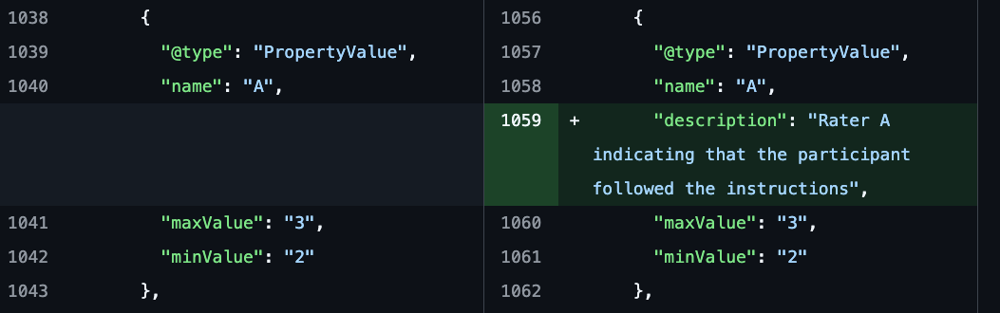 1038 {
1039 "@type": "PropertyValue",
1040 "name": "A",
1041 "maxValue": "3",
1042 "minValue": "2"
1043 },
1056 {
1057 "@type": "PropertyValue",
1058 "name": "A",
1059 + "description": "Rater A
indicating that the participant
followed the instructions",
1060 "maxValue": "3",
1061 "minValue": "2"
1062 },